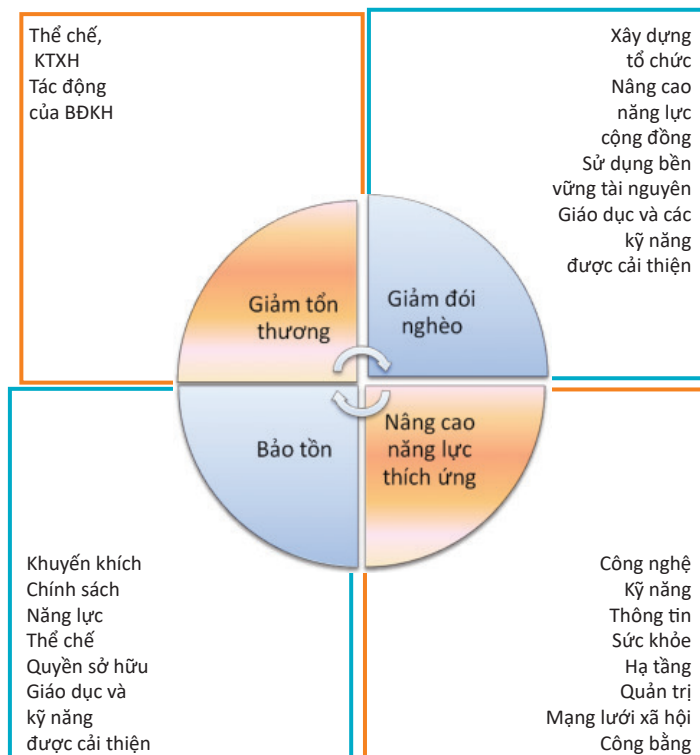 Thể chế,
KTXH
Tác động
của BĐKH
Xây dựng
tổ chức
Nâng cao
năng lực
cộng đồng
Sử dụng bền
vững tài nguyên
Giáo dục và các
kỹ năng
được cải thiện
Giảm tổn
thương
Giảm đói
nghèo
Bảo tồn
Nâng cao
năng lực
thích ứng
Khuyến khích
Chính sách
Năng lực
Thể chế
Quyền sở hữu
Giáo dục và
kỹ năng
được cải thiện
Công nghệ
Kỹ năng
Thông tin
Sức khỏe
Hạ tầng
Quản trị
Mạng lưới xã hội
Công bằng